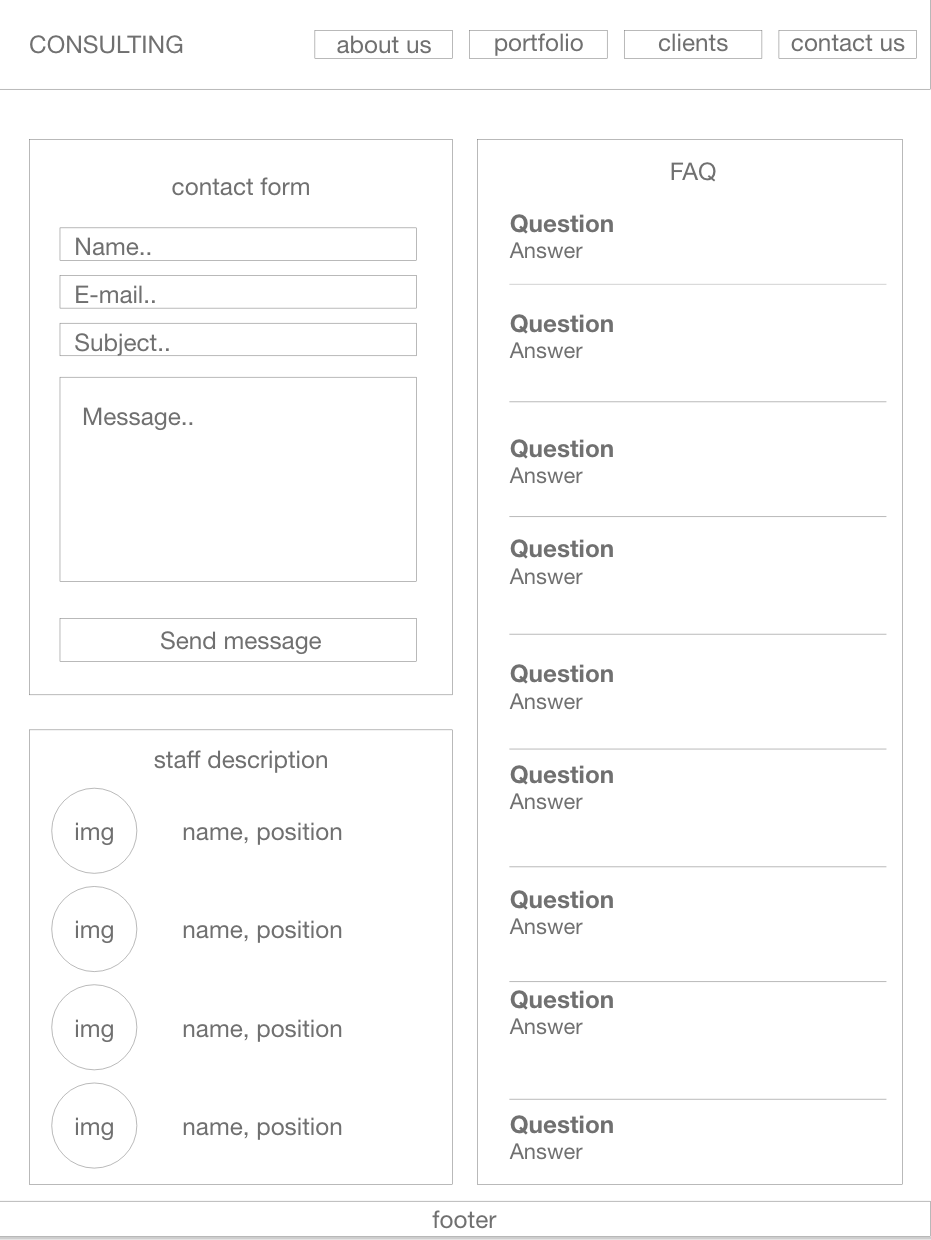 CONSULTING
about us
portfolio
clients
contact us
contact form
Name..
E-mail..
Subject..
Message..
Send message
staff description
img
name, position
img
name, position
img
name, position
img
name, position
FAQ
Question
Answer
Question
Answer
Question
Answer
Question
Answer
Question
Answer
Question
Answer
Question
Answer
Question
Answer
Question
Answer
footer